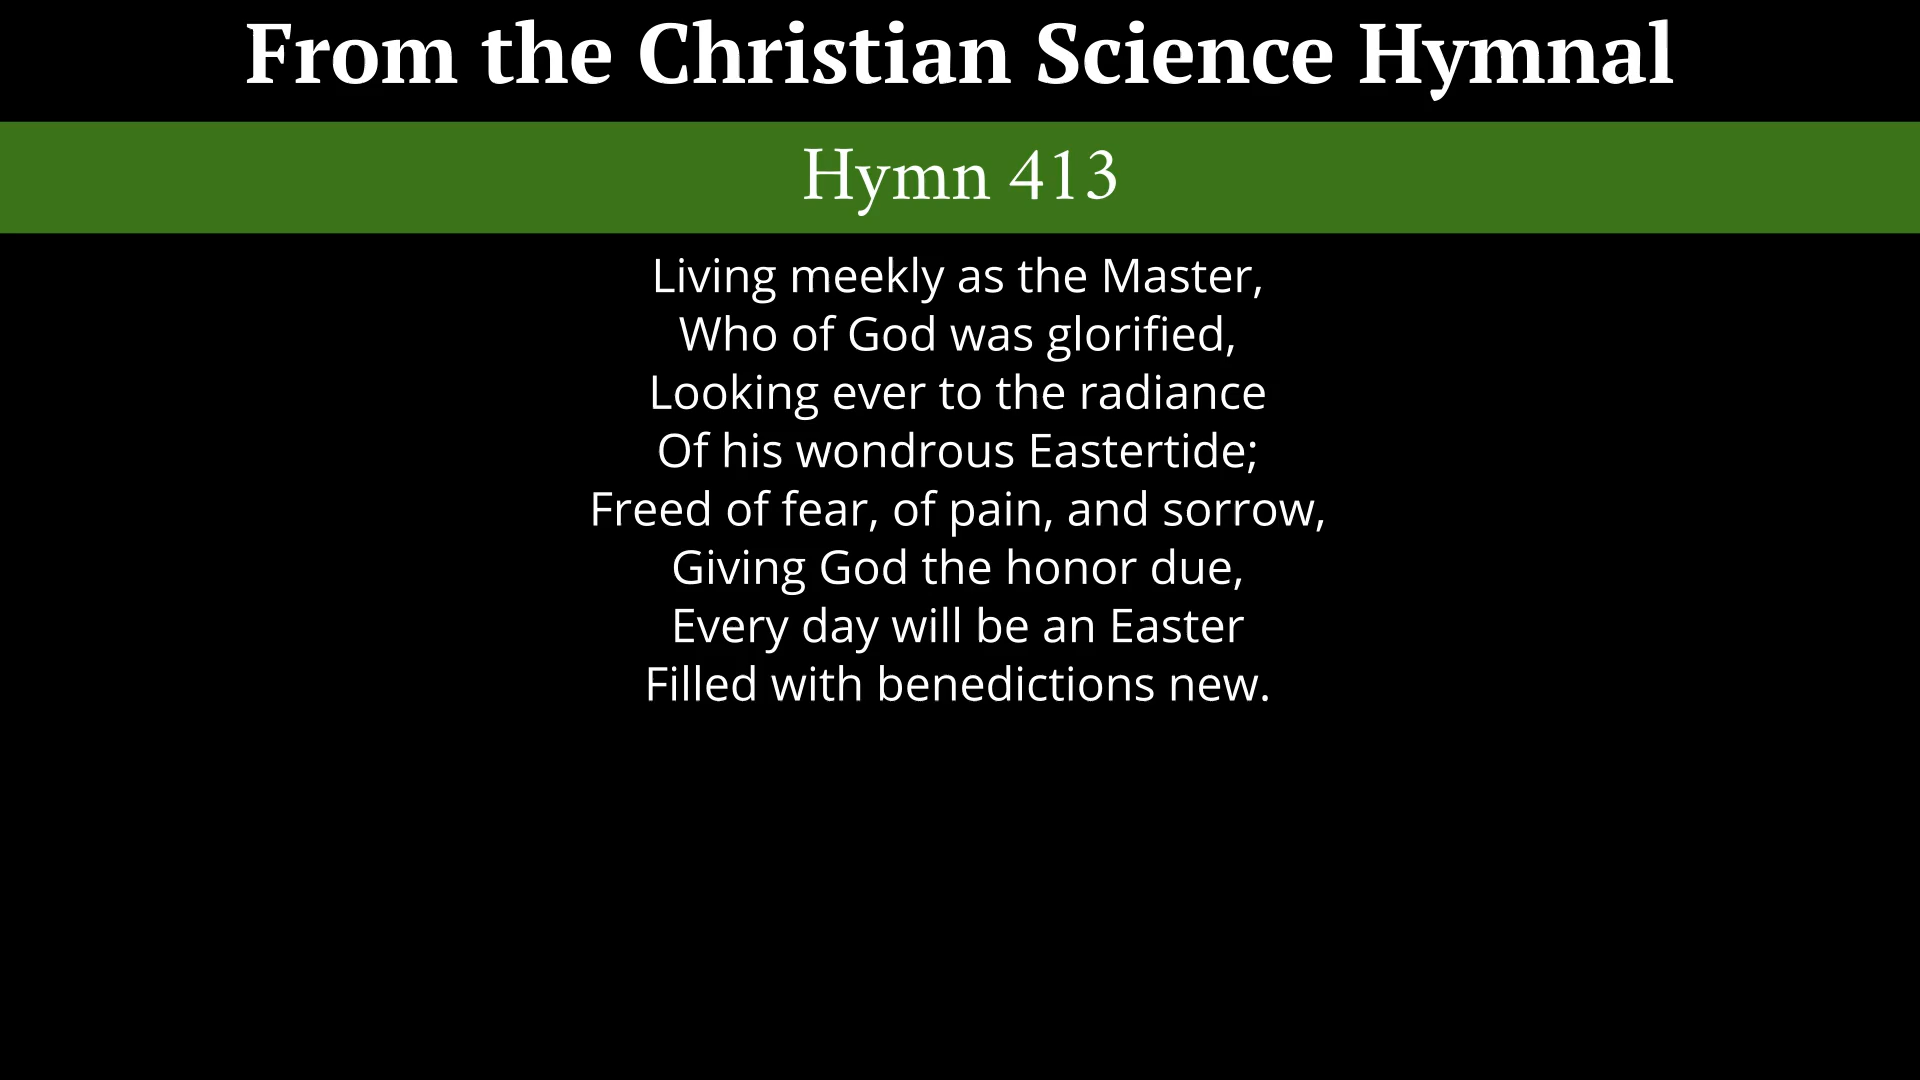 From the Christian Science Hymnal
Hymn 413
Living meekly as the Master,
Who of God was glorified,
Looking ever to the radiance
Of his wondrous Eastertide;
Freed of fear, of pain, and sorrow,
Giving God the honor due,
Every day will be an Easter
Filled with benedictions new.